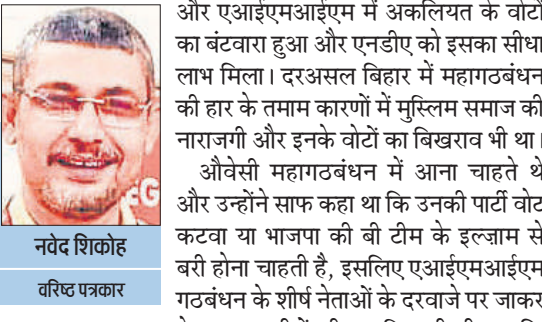 और एआईएमआईएम में अकलियत के वोटों
का बंटवारा हुआ और एनडीए को इसका सीधा
लाभ मिला। दरअसल बिहार में महागठबंधन
की हार के तमाम कारणों में मुस्लिम समाज की
नाराजगी और इनके वोटों का बिखराव भी था।
औवेसी महागठबंधन में आना चाहते थे
और उन्होंने साफ कहा था कि उनकी पार्टी वोट
कटवा या भाजपा की बी टीम के इल्जाम से
बरी होना चाहती है, इसलिए एआईएमआईएम
गठबंधन के शीर्ष नेताओं के दरवाजे पर जाकर
नवेद शिकोह
वरिष्ठ पत्रकार